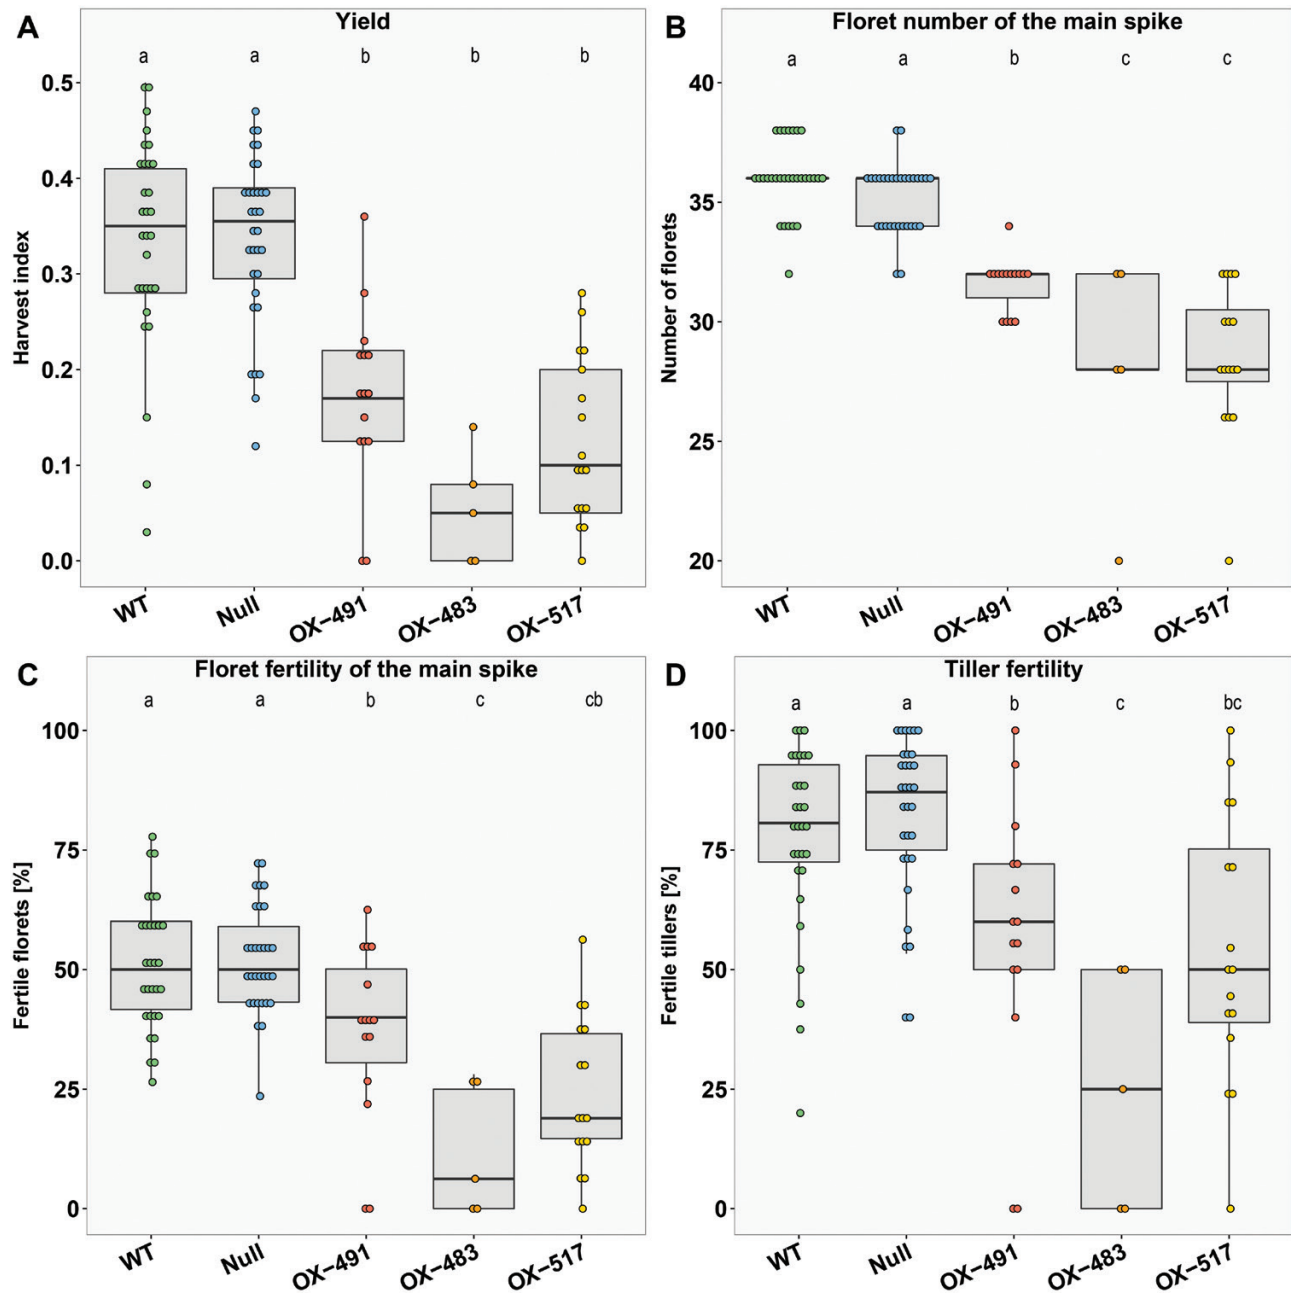 A
Yield
a a b b b
Harvest index
0.5
0.4
0.3
0.2
0.1
0.0
WT Null OX−491 OX−483 OX−517
B
Floret number of the main spike
a a b c c
Number of florets
40
35
30
25
20
WT Null OX−491 OX−483 OX−517
C
Floret fertility of the main spike
a a b c cb
Fertile florets [%]
100
75
50
25
0
WT Null OX−491 OX−483 OX−517
D
Tiller fertility
a a b c bc
Fertile tillers [%]
100
75
50
25
0
WT Null OX−491 OX−483 OX−517